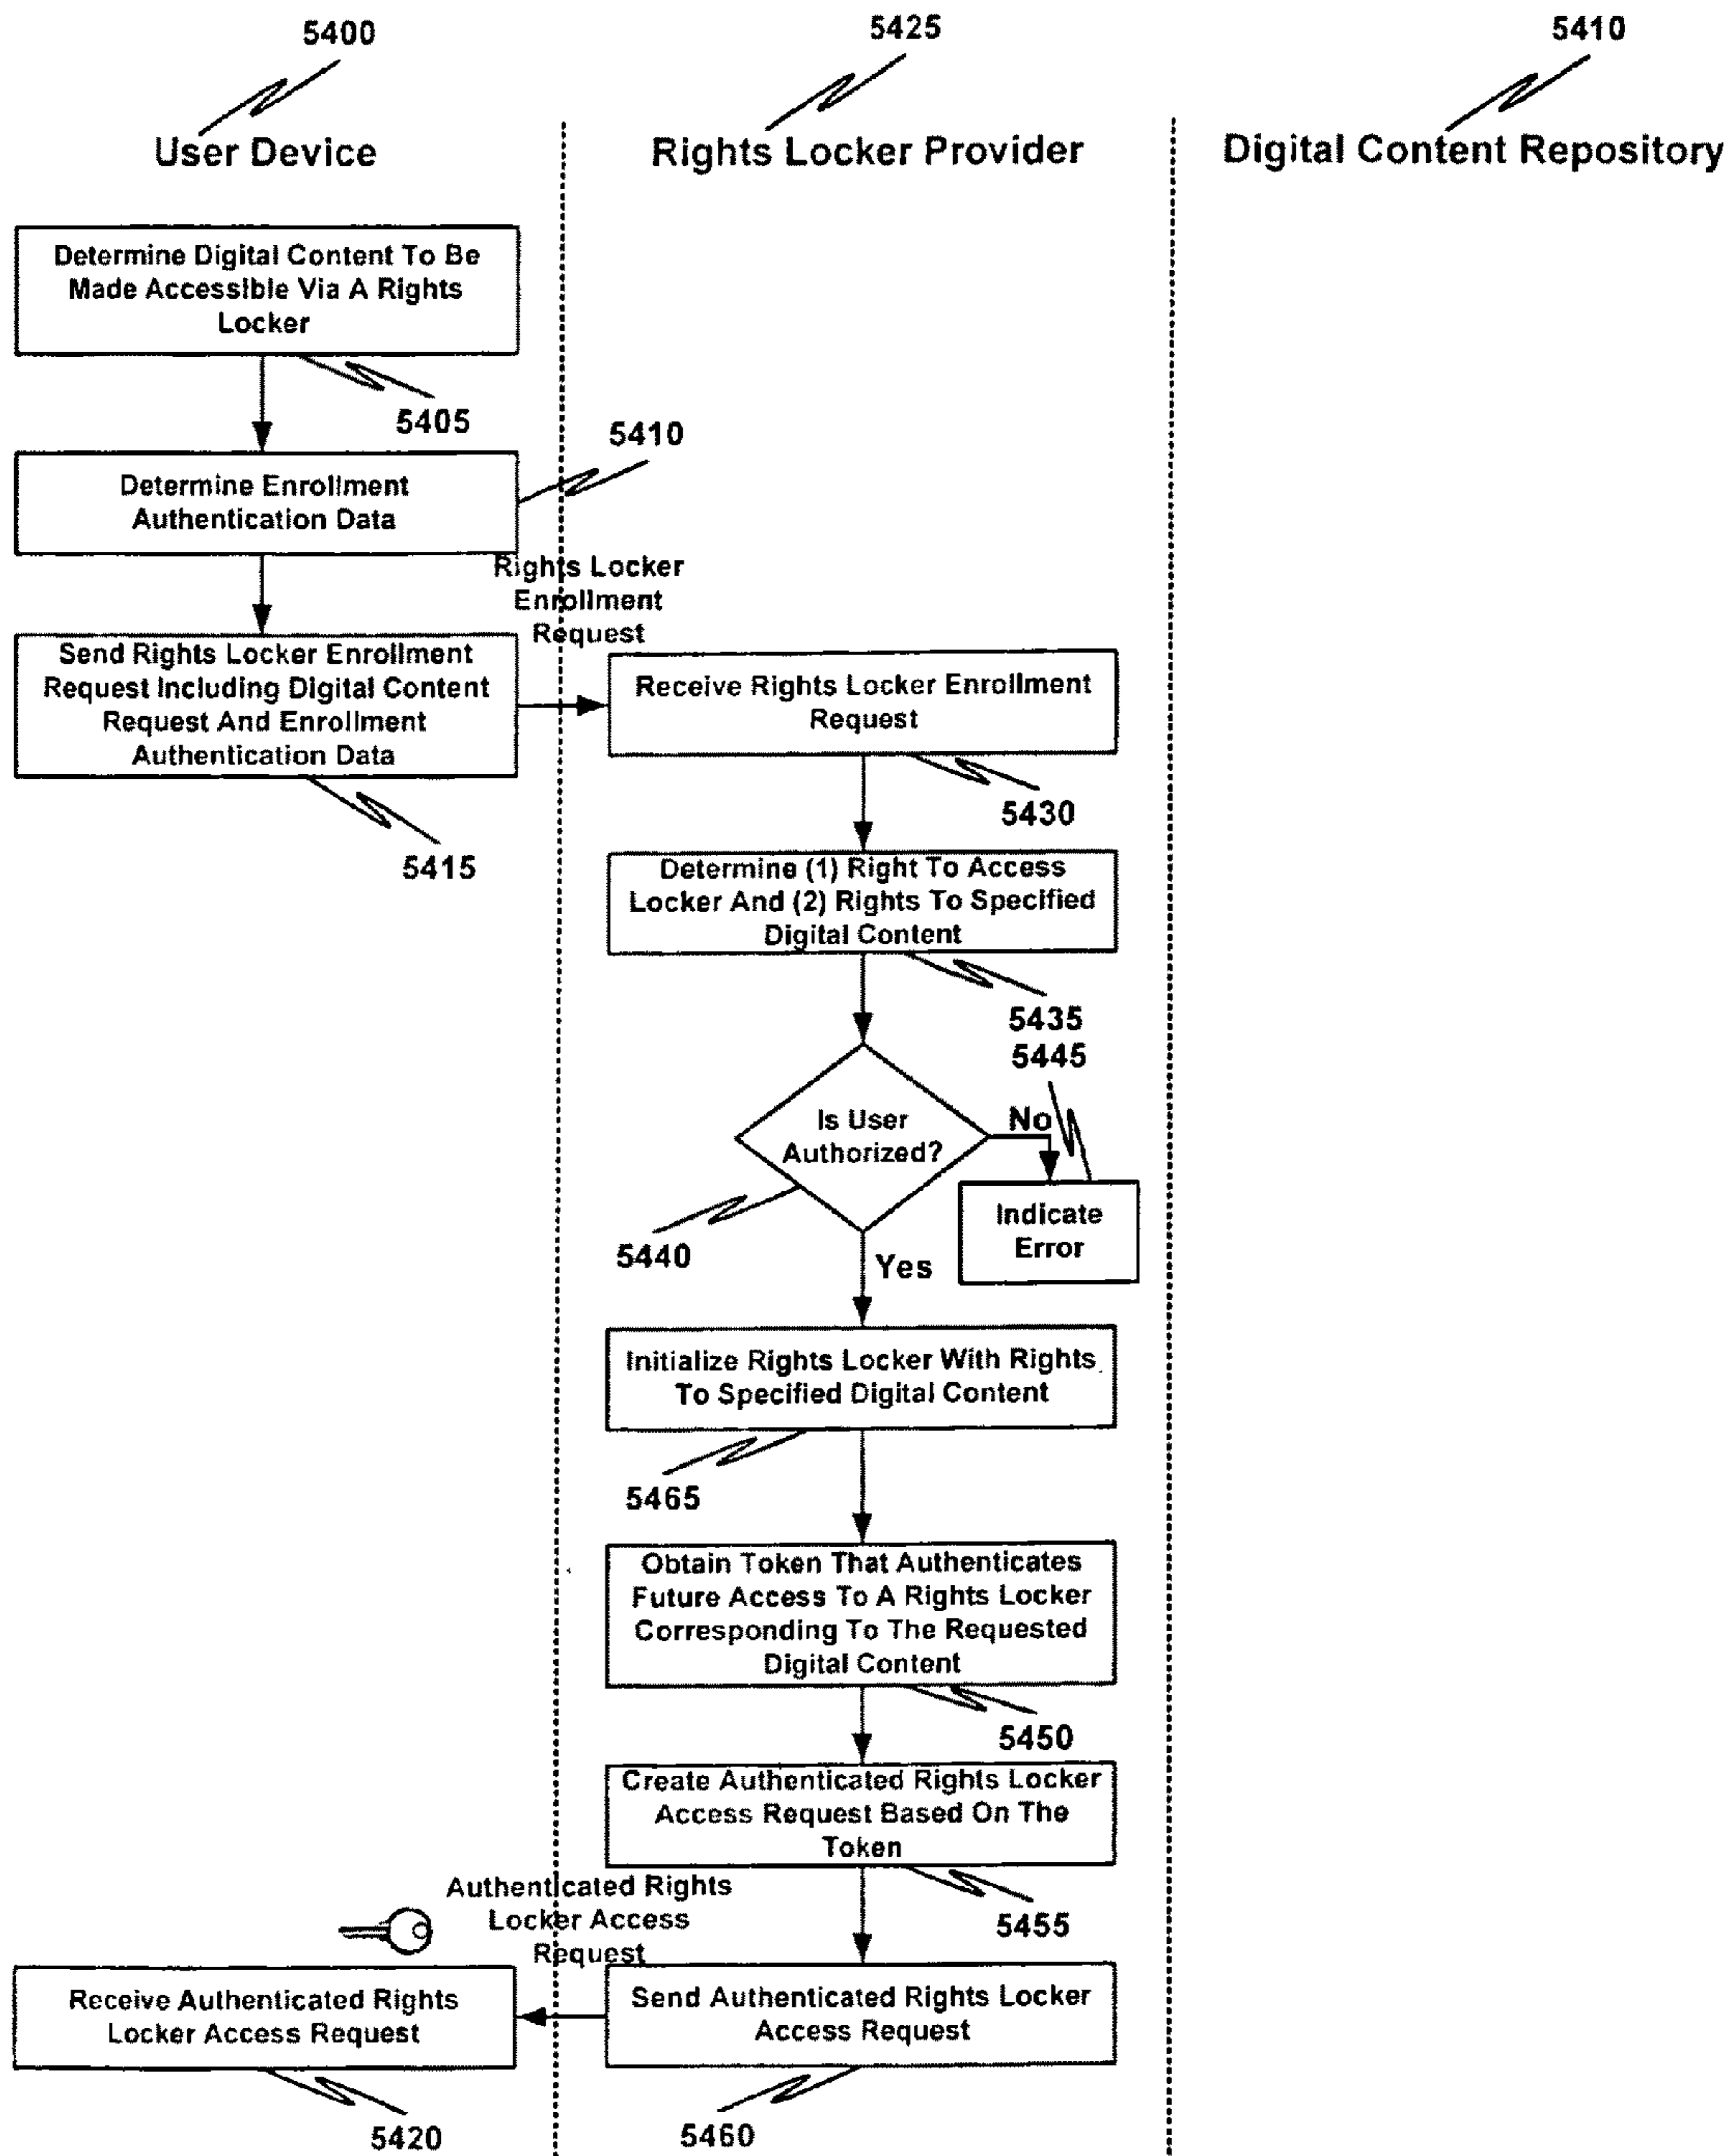 5400
5425
5410
User Device
Rights Locker Provider
Digital Content Repository
Determine Digital Content To Be
Made Accessible Via A Rights
Locker
5405
5410
Determine Enrollment
Authentication Data
Rights Locker
Enrollment
Request
Send Rights Locker Enrollment
Request Including Digital Content
Request And Enrollment
Authentication Data
5415
Receive Rights Locker Enrollment
Request
5430
Determine (1) Right To Access
Locker And (2) Rights To Specified
Digital Content
5435
5445
Is User
Authorized?
No
5440
Indicate
Error
Yes
Initialize Rights Locker With Rights
To Specified Digital Content
5465
Obtain Token That Authenticates
Future Access To A Rights Locker
Corresponding To The Requested
Digital Content
5450
Create Authenticated Rights Locker
Access Request Based On The
Token
5455
Authenticated Rights
Locker Access
Request
Send Authenticated Rights Locker
Access Request
5460
Receive Authenticated Rights
Locker Access Request
5420